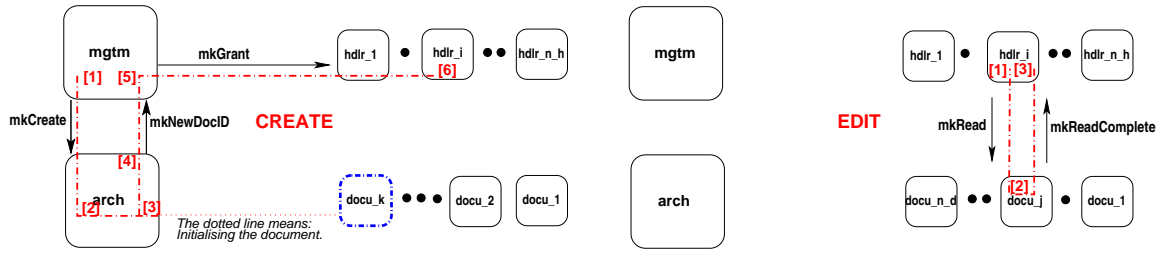 mgtm
[1] [5]
mkGrant
hdlr_1
hdlr_i
[6]
hdlr_n_h
mkCreate
mkNewDocID
CREATE
[4]
arch
[2]
[3]
docu_k
docu_2
docu_1
The dotted line means:
Initialising the document.
mgtm
arch
hdlr_1
hdlr_i
[1] [3]
hdlr_n_h
EDIT
mkRead
mkReadComplete
[2]
docu_n_d
docu_j
docu_1